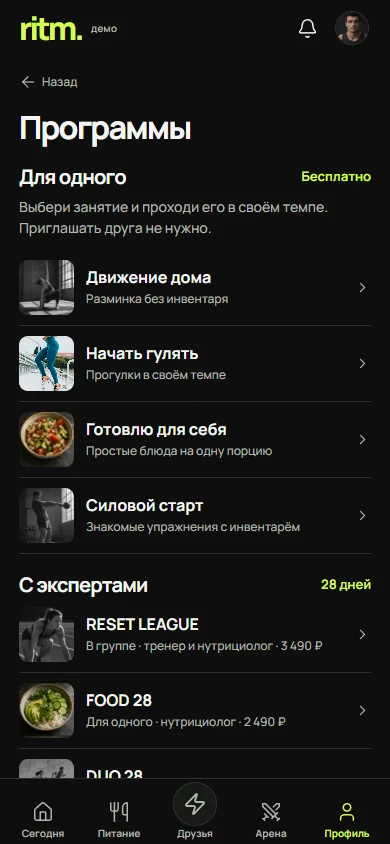 ritm. демо
Назад
Программы
Для одного Бесплатно
Выбери занятие и проходи его в своём темпе.
Приглашать друга не нужно.
Движение дома
Разминка без инвентаря
Начать гулять
Прогулки в своём темпе
Готовлю для себя
Простые блюда на одну порцию
Силовой старт
Знакомые упражнения с инвентарём
С экспертами 28 дней
RESET LEAGUE
В группе · тренер и нутрициолог · 3 490 ₽
FOOD 28
Для одного · нутрициолог · 2 490 ₽
DUO 28
Сегодня Питание Друзья Арена Профиль